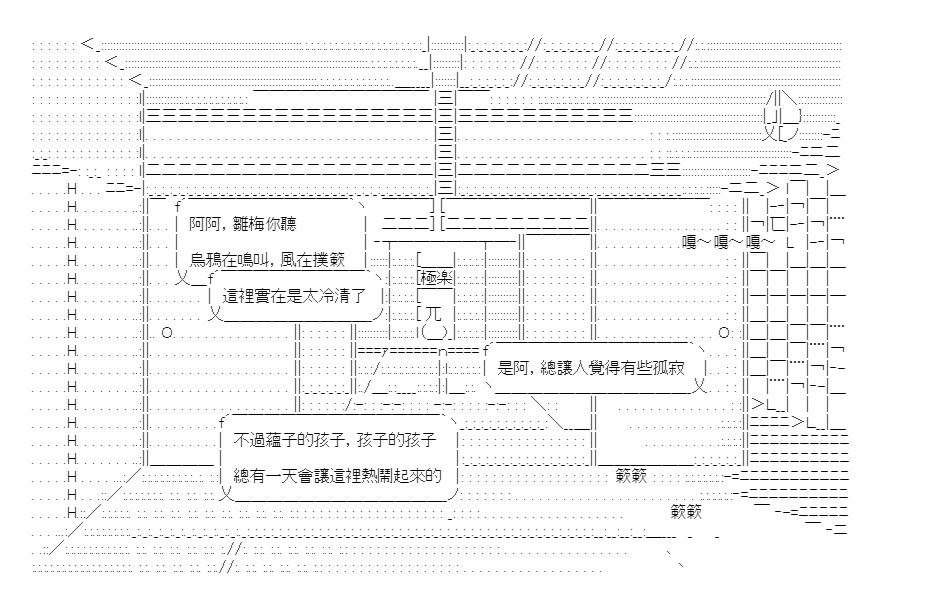 嘎～嘎～嘎～
阿阿, 雛梅你聽
烏鴉在鳴叫, 風在撲簌
極楽
這裡實在是太冷清了
是阿, 總讓人覺得有些孤寂
不過蘊子的孩子, 孩子的孩子
總有一天會讓這裡熱鬧起來的
簌簌
簌簌